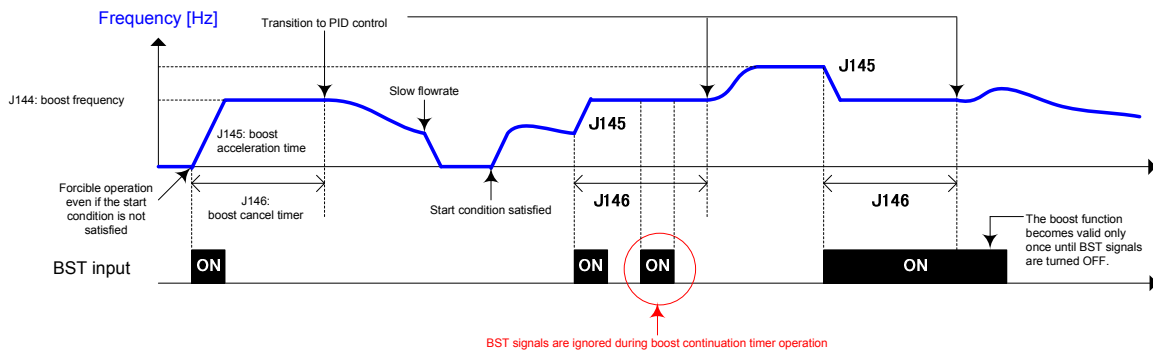 Frequency [Hz]
Transition to PID control
J144: boost frequency
J145: boost
acceleration time
Slow flowrate
J145
J145
Forcible operation
even if the start
condition is not
satisfied
J146:
boost cancel timer
Start condition satisfied
J146
J146
The boost function
becomes valid only
once until BST signals
are turned OFF.
BST input
ON
ON
ON
ON
BST signals are ignored during boost continuation timer operation